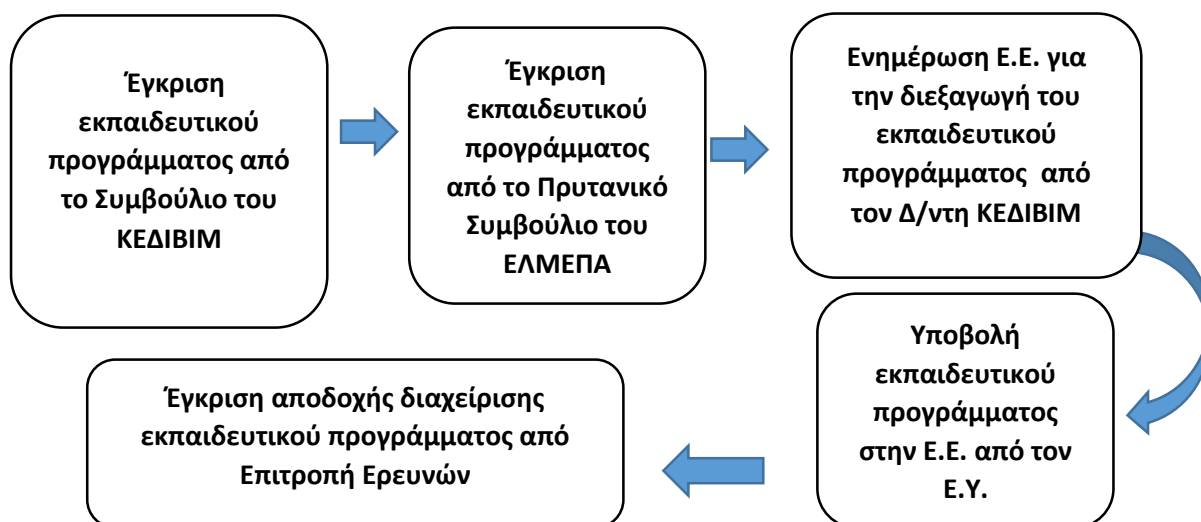 Έγκριση
εκπαιδευτικού
προγράμματος από
το Συμβούλιο του
ΚΕΔΙΒΙΜ
Έγκριση
εκπαιδευτικού
προγράμματος
από το Πρυτανικό
Συμβούλιο του
ΕΛΜΕΠΑ
Ενημέρωση Ε.Ε. για
την διεξαγωγή του
εκπαιδευτικού
προγράμματος από
τον Δ/ντη ΚΕΔΙΒΙΜ
Υποβολή
εκπαιδευτικού
προγράμματος
στην Ε.Ε. από τον
Ε.Υ.
Έγκριση αποδοχής διαχείρισης
εκπαιδευτικού προγράμματος από
Επιτροπή Ερευνών